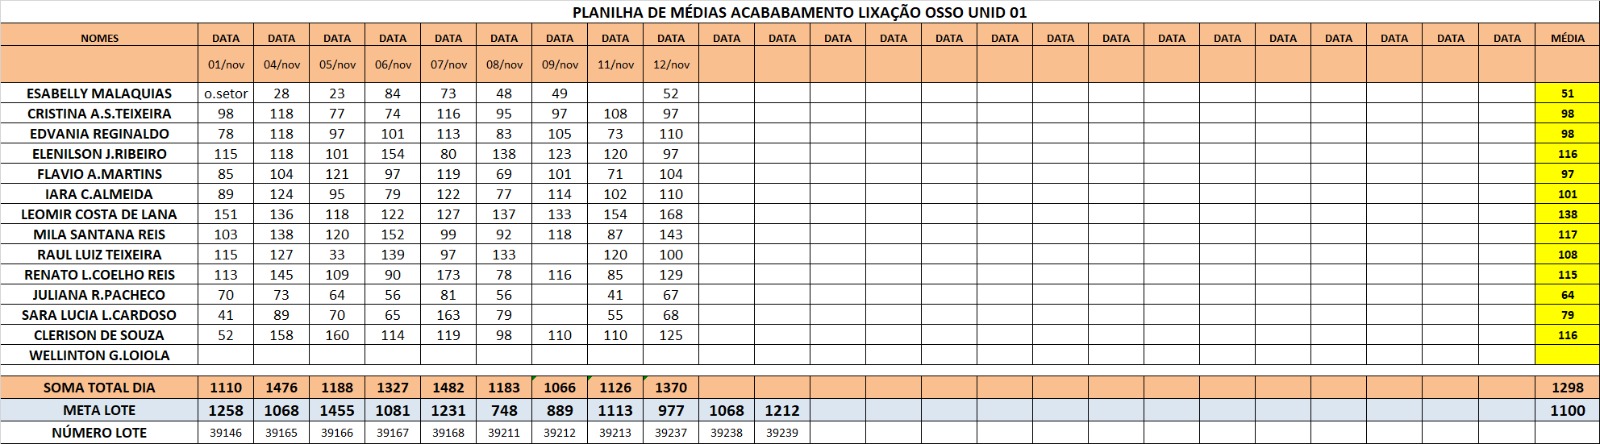 PLANILHA DE MÉDIAS ACABABAMENTO LIXAÇÃO OSSO UNID 01
NOMES DATA DATA DATA DATA DATA DATA DATA DATA DATA DATA DATA DATA DATA DATA DATA DATA DATA DATA DATA DATA DATA DATA DATA DATA MÉDIA
01/nov 04/nov 05/nov 06/nov 07/nov 08/nov 09/nov 11/nov 12/nov
ESABELLY MALAQUIAS o.setor 28 23 84 73 48 49 52 51
CRISTINA A.S.TEIXEIRA 98 118 77 74 116 95 97 108 97 98
EDVANIA REGINALDO 78 118 97 101 113 83 105 73 110 98
ELENILSON J.RIBEIRO 115 118 101 154 80 138 123 120 97 116
FLAVIO A.MARTINS 85 104 121 97 119 69 101 71 104 97
IARA C.ALMEIDA 89 124 95 79 122 77 114 102 110 101
LEOMIR COSTA DE LANA 151 136 118 122 127 137 133 154 168 138
MILA SANTANA REIS 103 138 120 152 99 92 118 87 143 117
RAUL LUIZ TEIXEIRA 115 127 33 139 97 133 120 100 108
RENATO L.COELHO REIS 113 145 109 90 173 78 116 85 129 115
JULIANA R.PACHECO 70 73 64 56 81 56 41 67 64
SARA LUCIA L.CARDOSO 41 89 70 65 163 79 55 68 79
CLERISON DE SOUZA 52 158 160 114 119 98 110 110 125 116
WELLINTON G.LOIOLA
SOMA TOTAL DIA 1110 1476 1188 1327 1482 1183 1066 1126 1370 1298
META LOTE 1258 1068 1455 1081 1231 748 889 1113 977 1068 1212 1100
NÚMERO LOTE 39146 39165 39166 39167 39168 39211 39212 39213 39237 39238 39239